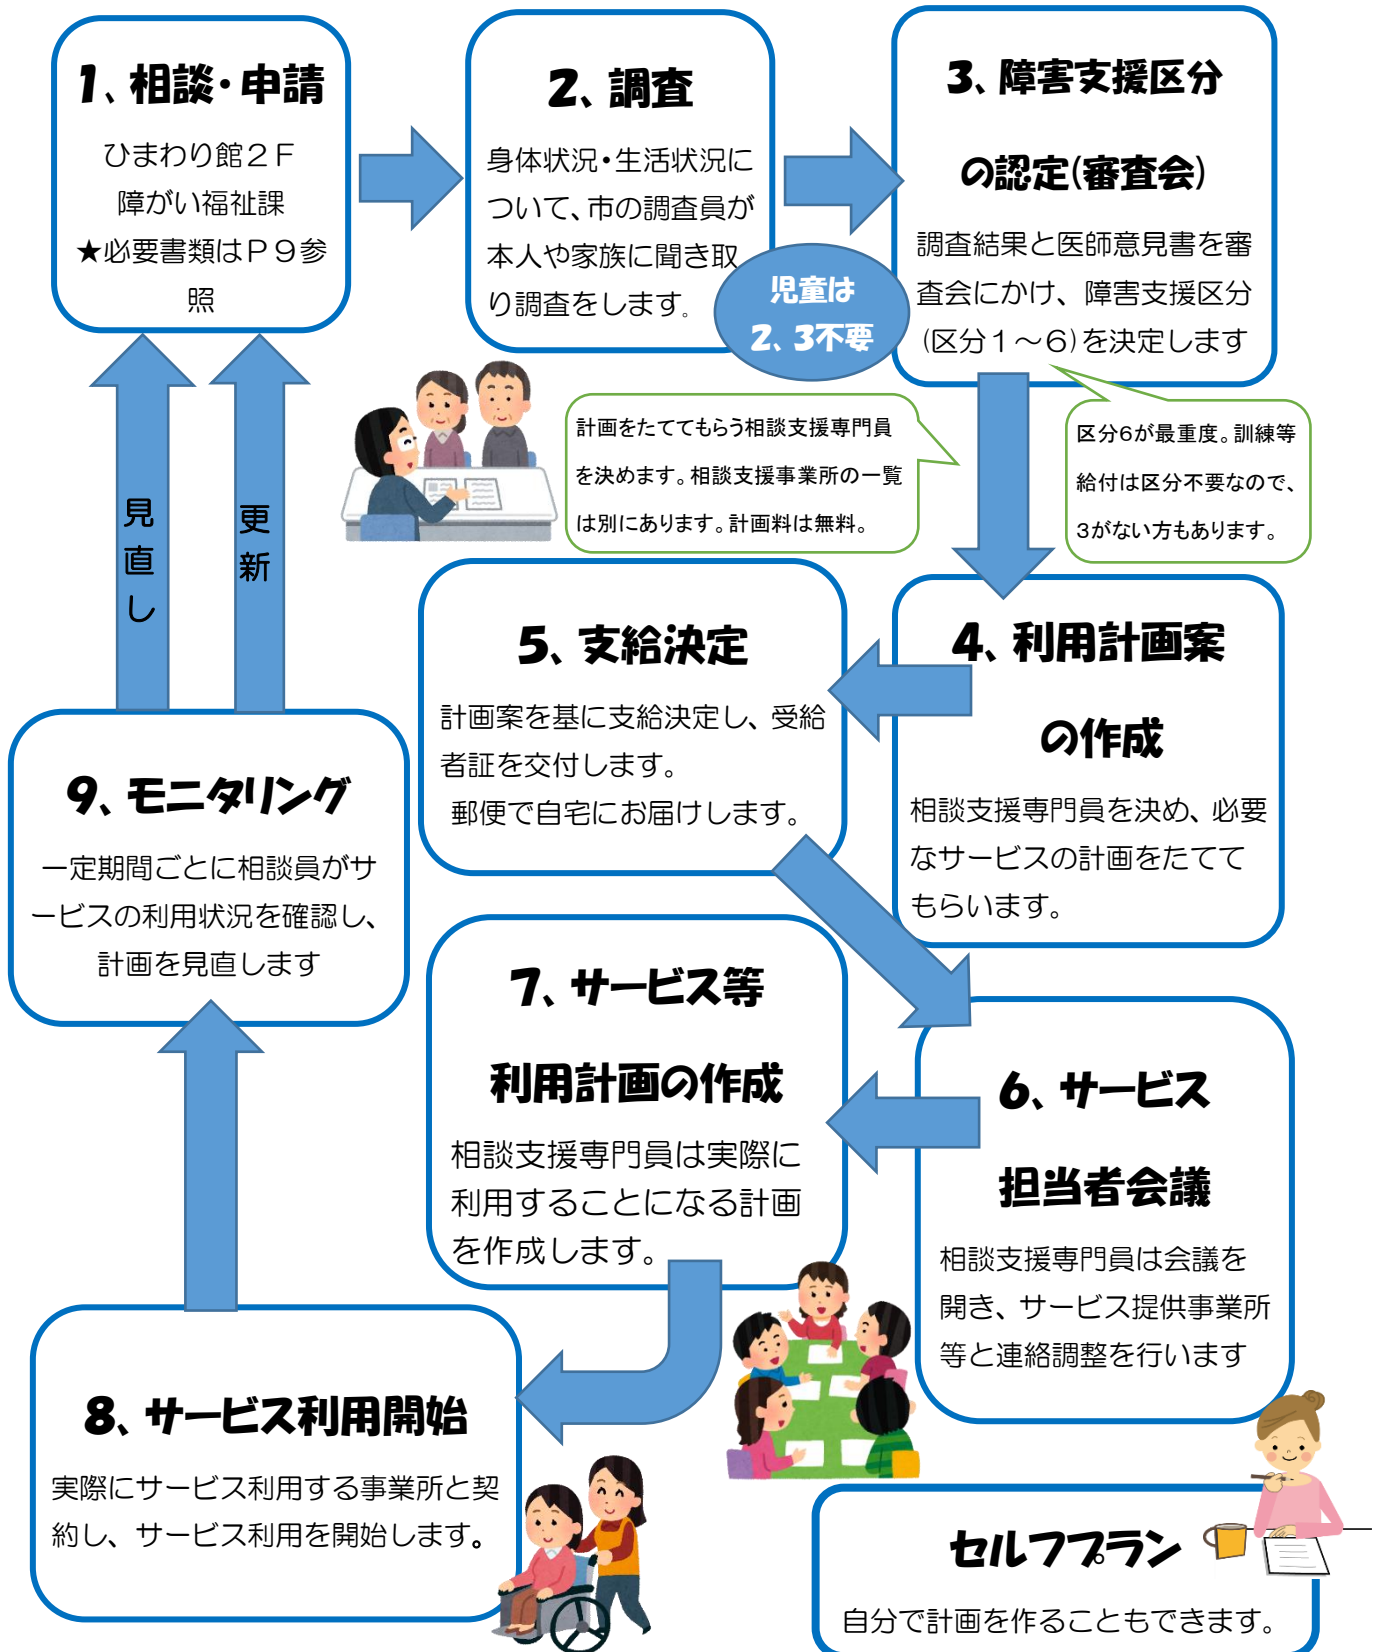 1、相談・申請
ひまわり館２Ｆ
障がい福祉課
★必要書類はＰ９参
照
2、調査
身体状況・生活状況に
ついて、市の調査員が
本人や家族に聞き取
り調査をします。
児童は
2、3不要
3、障害支援区分
の認定(審査会)
調査結果と医師意見書を審
査会にかけ、障害支援区分
(区分１～６)を決定します
計画をたててもらう相談支援専門員
を決めます。相談支援事業所の一覧
は別にあります。計画料は無料。
区分６が最重度。訓練等
給付は区分不要なので、
３がない方もあります。
見直し
更新
4、利用計画案
の作成
相談支援専門員を決め、必要
なサービスの計画をたてて
もらいます。
5、支給決定
計画案を基に支給決定し、受給
者証を交付します。
郵便で自宅にお届けします。
6、サービス
担当者会議
相談支援専門員は会議を
開き、サービス提供事業所
等と連絡調整を行います
7、サービス等
利用計画の作成
相談支援専門員は実際に
利用することになる計画
を作成します。
8、サービス利用開始
実際にサービス利用する事業所と契
約し、サービス利用を開始します。
9、モニタリング
一定期間ごとに相談員がサ
ービスの利用状況を確認し、
計画を見直します
セルフプラン
自分で計画を作ることもできます。